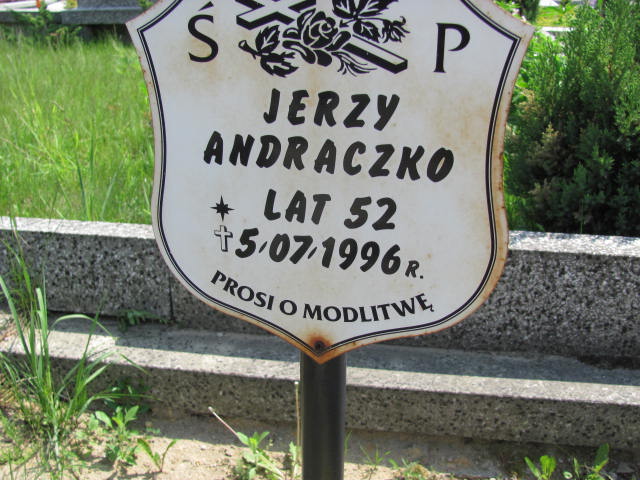 Ś P
JERZY
ANDRACZKO
LAT 52
5/07/1996 R.
PROSI O MODLITWĘ